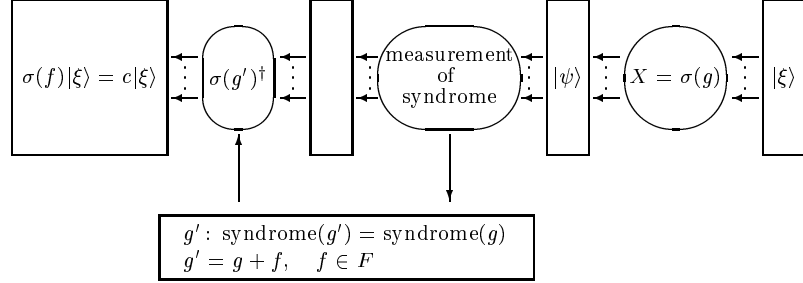 σ(f)|ξ⟩ = c|ξ⟩
σ(g′)†
measurement
of
syndrome
|ψ⟩
X = σ(g)
|ξ⟩
g′ : syndrome(g′) = syndrome(g)
g′ = g + f, f ∈ F